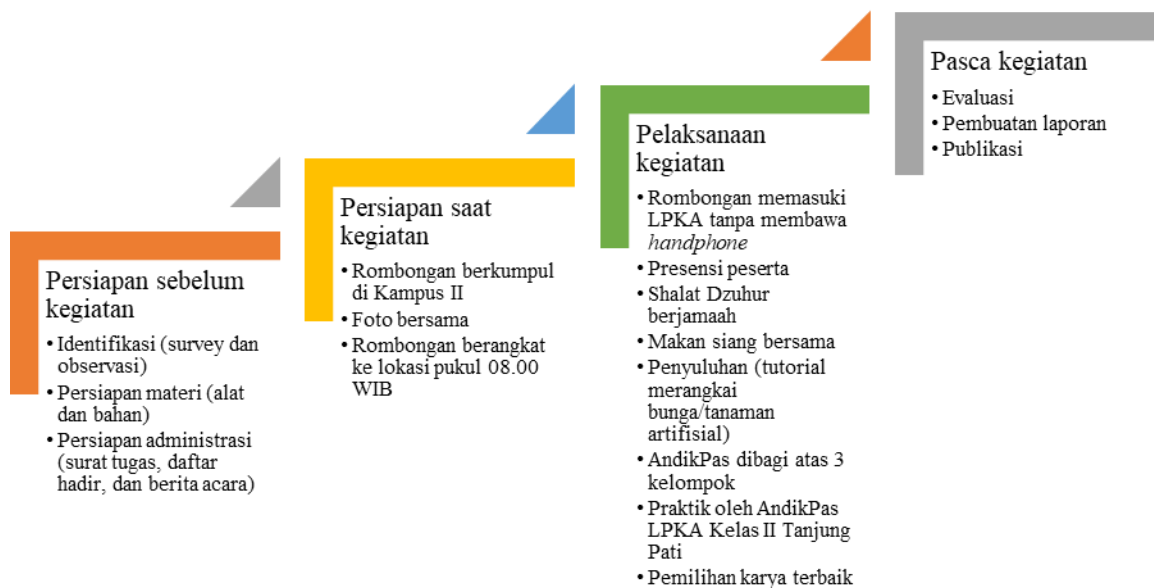 Persiapan sebelum
kegiatan
• Identifikasi (survey dan
observasi)
• Persiapan materi (alat
dan bahan)
• Persiapan administrasi
(surat tugas, daftar
hadir, dan berita acara)
Persiapan saat
kegiatan
• Rombongan berkumpul
di Kampus II
• Foto bersama
• Rombongan berangkat
ke lokasi pukul 08.00
WIB
Pelaksanaan
kegiatan
• Rombongan memasuki
LPKA tanpa membawa
handphone
• Presensi peserta
• Shalat Dzuhur
berjamaah
• Makan siang bersama
• Penyuluhan (tutorial
merangkai
bunga/tanaman
artifisial)
• AndikPas dibagi atas 3
kelompok
• Praktik oleh AndikPas
LPKA Kelas II Tanjung
Pati
• Pemilihan karya terbaik
Pasca kegiatan
• Evaluasi
• Pembuatan laporan
• Publikasi